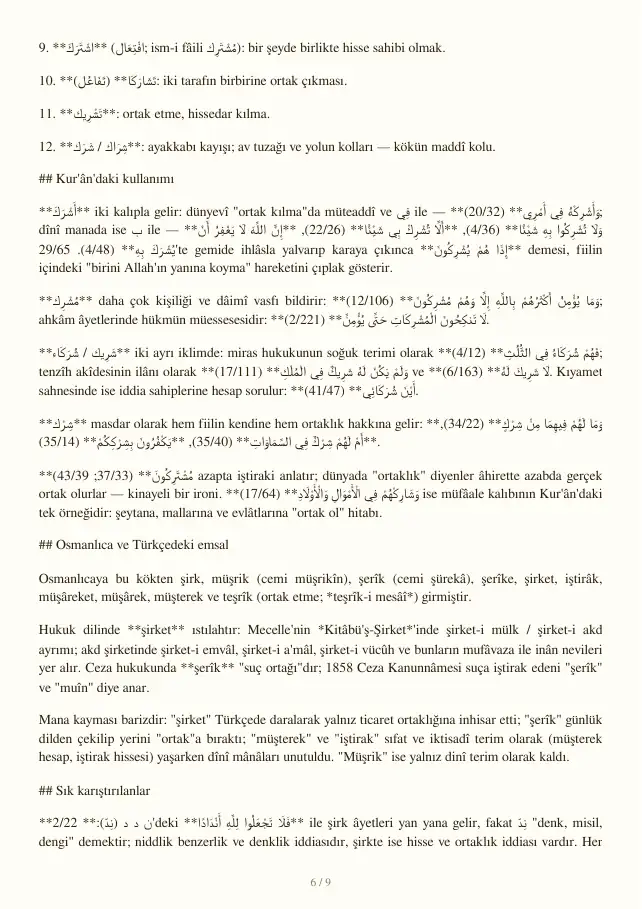 9. **اشْتَرَكَ** (افْتِعَال; ism-i fâili مُشْتَرِك): bir şeyde birlikte hisse sahibi olmak.
10. **تَشَارَكَا** (تَفَاعُل): iki tarafın birbirine ortak çıkması.
11. **تَشْرِيك**: ortak etme, hissedar kılma.
12. **شِرَاك / شَرَك**: ayakkabı kayışı; av tuzağı ve yolun kolları — kökün maddî kolu.
## Kur'ân'daki kullanımı
**أَشْرَكَ** iki kalıpla gelir: dünyevî "ortak kılma"da müteaddî ve فِي ile — **وَأَشْرِكْهُ فِي أَمْرِي** (20/32);
dînî manada ise ب ile — **وَلَا تُشْرِكُوا بِهِ شَيْئًا** (4/36), **أَلَّا تُشْرِكْ بِي شَيْئًا** (22/26), **إِنَّ اللَّهَ لَا يَغْفِرُ أَنْ
يُشْرَكَ بِهِ** (4/48). 29/65'te gemide ihlâsla yalvarıp karaya çıkınca **إِذَا هُمْ يُشْرِكُونَ** demesi, fiilin
içindeki "birini Allah'ın yanına koyma" hareketini çıplak gösterir.
**مُشْرِك** daha çok kişiliği ve dâimî vasfı bildirir: **وَمَا يُؤْمِنُ أَكْثَرُهُمْ بِاللَّهِ إِلَّا وَهُمْ مُشْرِكُونَ** (12/106);
ahkâm âyetlerinde hükmün müessesesidir: **لَا تَنكِحُوا الْمُشْرِكَاتِ حَتَّى يُؤْمِنَّ** (2/221).
**شَرِيك / شُرَكَاء** iki ayrı iklimde: miras hukukunun soğuk terimi olarak **فَهُمْ شُرَكَاءُ فِي الثُّلُثِ** (4/12);
tenzîh akîdesinin ilânı olarak **وَلَمْ يَكُنْ لَهُ شَرِيكٌ فِي الْمُلْكِ** (17/111) ve **لَا شَرِيكَ لَهُ** (6/163). Kıyamet
sahnesinde ise iddia sahiplerine hesap sorulur: **أَيْنَ شُرَكَائِي** (41/47).
**شِرْك** masdar olarak hem fiilin kendine hem ortaklık hakkına gelir: **وَمَا لَهُمْ فِيهِمَا مِنْ شِرْكٍ** (34/22),
**أَمْ لَهُمْ شِرْكٌ فِي السَّمَاوَاتِ** (35/40), **يَكْفُرُونَ بِشِرْكِكُمْ** (35/14).
**مُشْتَرِكُونَ** (37/33; 43/39) azapta iştiraki anlatır; dünyada "ortaklık" diyenler âhirette azabda gerçek
ortak olurlar — kinayeli bir ironi. **وَشَارِكْهُمْ فِي الْأَمْوَالِ وَالْأَوْلَادِ** (17/64) ise müfâale kalıbının Kur'ân'daki
tek örneğidir: şeytana, mallarına ve evlâtlarına "ortak ol" hitabı.
## Osmanlıca ve Türkçedeki emsal
Osmanlıcaya bu kökten şirk, müşrik (cemi müşrikîn), şerîk (cemi şürekâ), şerîke, şirket, iştirâk,
müşâreket, müşârek, müşterek ve teşrîk (ortak etme; *teşrîk-i mesâî*) girmiştir.
Hukuk dilinde **şirket** ıstılahtır: Mecelle'nin *Kitâbü'ş-Şirket*'inde şirket-i mülk / şirket-i akd
ayrımı; akd şirketinde şirket-i emvâl, şirket-i a'mâl, şirket-i vücûh ve bunların mufâvaza ile inân nevileri
yer alır. Ceza hukukunda **şerîk** "suç ortağı"dır; 1858 Ceza Kanunnâmesi suça iştirak edeni "şerîk"
ve "muîn" diye anar.
Mana kayması barizdir: "şirket" Türkçede daralarak yalnız ticaret ortaklığına inhisar etti; "şerîk" günlük
dilden çekilip yerini "ortak"a bıraktı; "müşterek" ve "iştirak" sıfat ve iktisadî terim olarak (müşterek
hesap, iştirak hissesi) yaşarken dînî mânâları unutuldu. "Müşrik" ise yalnız dinî terim olarak kaldı.
## Sık karıştırılanlar
**ن د د (نِدّ):** 2/22'deki **فَلَا تَجْعَلُوا لِلَّهِ أَنْدَادًا** ile şirk âyetleri yan yana gelir, fakat نِدّ "denk, misil,
dengi" demektir; niddlik benzerlik ve denklik iddiasıdır, şirkte ise hisse ve ortaklık iddiası vardır. Her
6 / 9